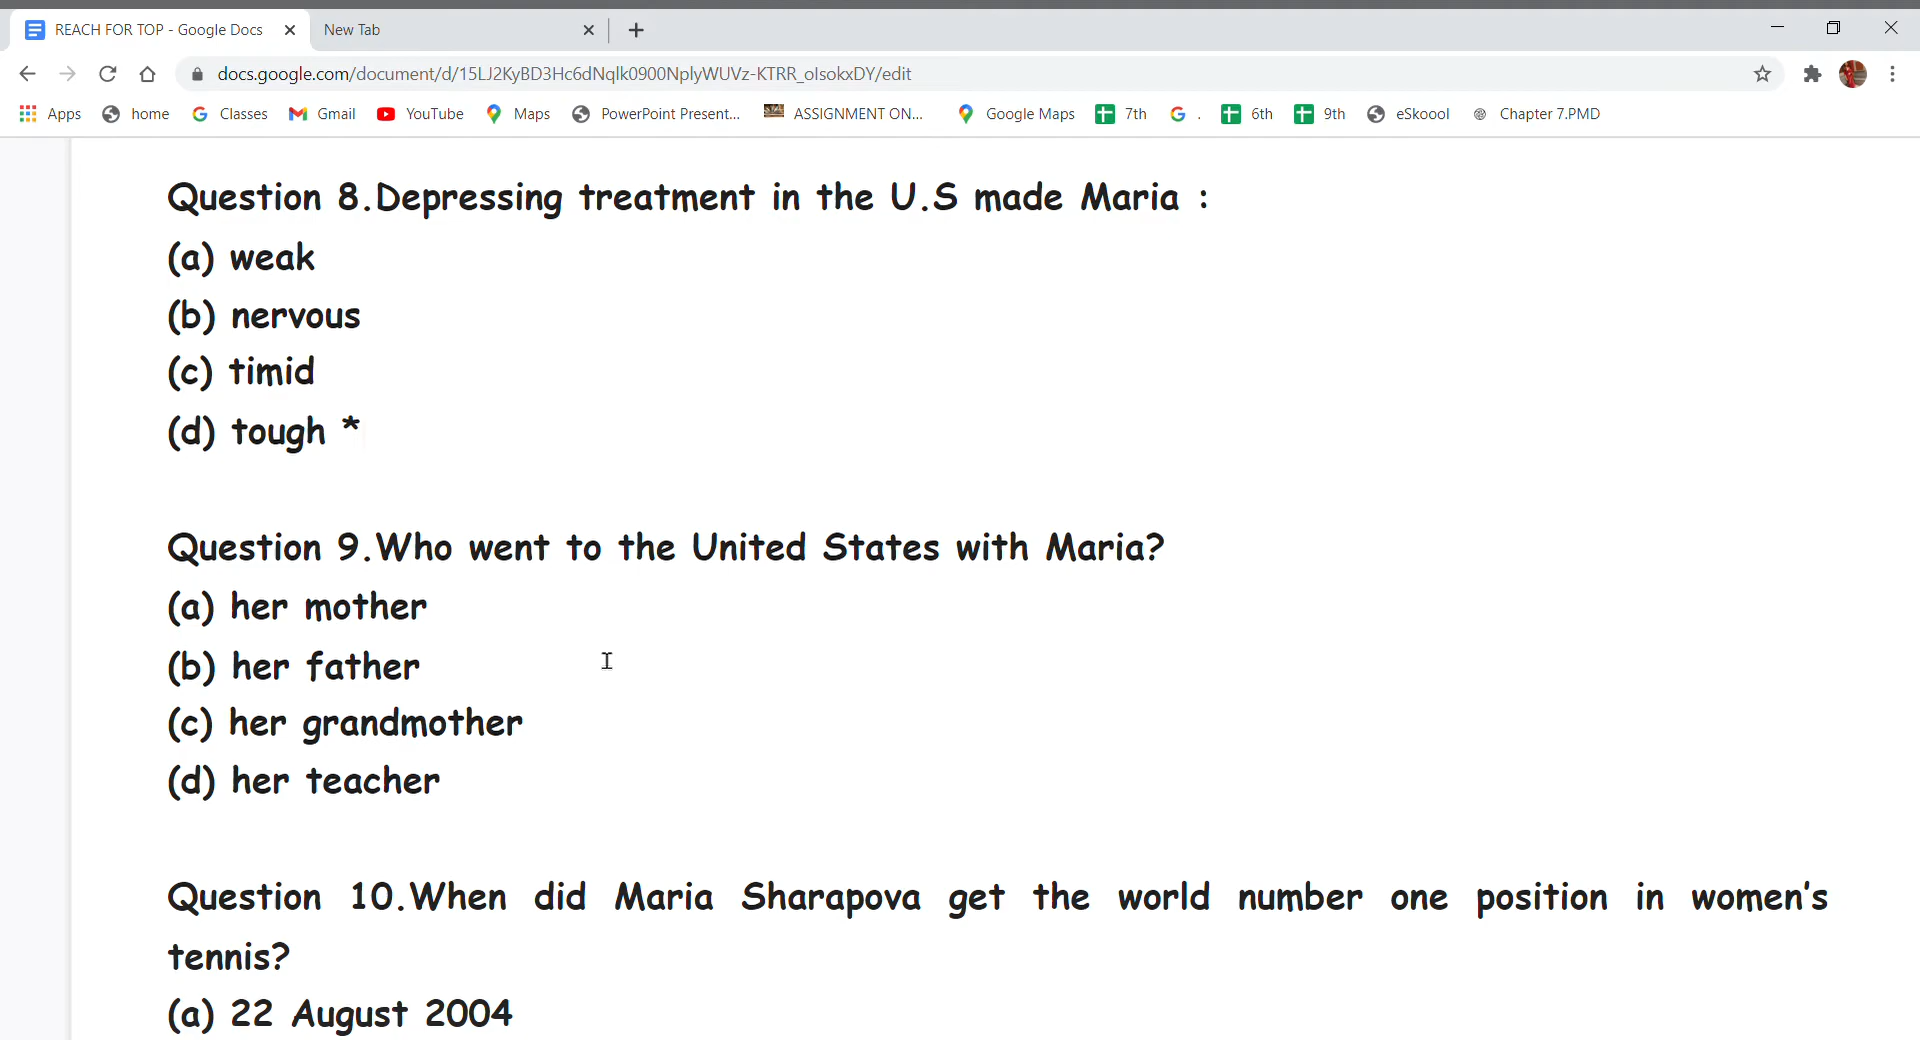 REACH FOR TOP - Google Docs
New Tab
docs.google.com/document/d/15LJ2KyBD3Hc6dNqlk0900NplyWUVz-KTRR_olsokxDY/edit
Apps home Classes Gmail YouTube Maps PowerPoint Present... ASSIGNMENT ON... Google Maps 7th . 6th 9th eSkoool Chapter 7.PMD
Question 8.Depressing treatment in the U.S made Maria :
(a) weak
(b) nervous
(c) timid
(d) tough *
Question 9.Who went to the United States with Maria?
(a) her mother
(b) her father
(c) her grandmother
(d) her teacher
Question 10.When did Maria Sharapova get the world number one position in women's
tennis?
(a) 22 August 2004